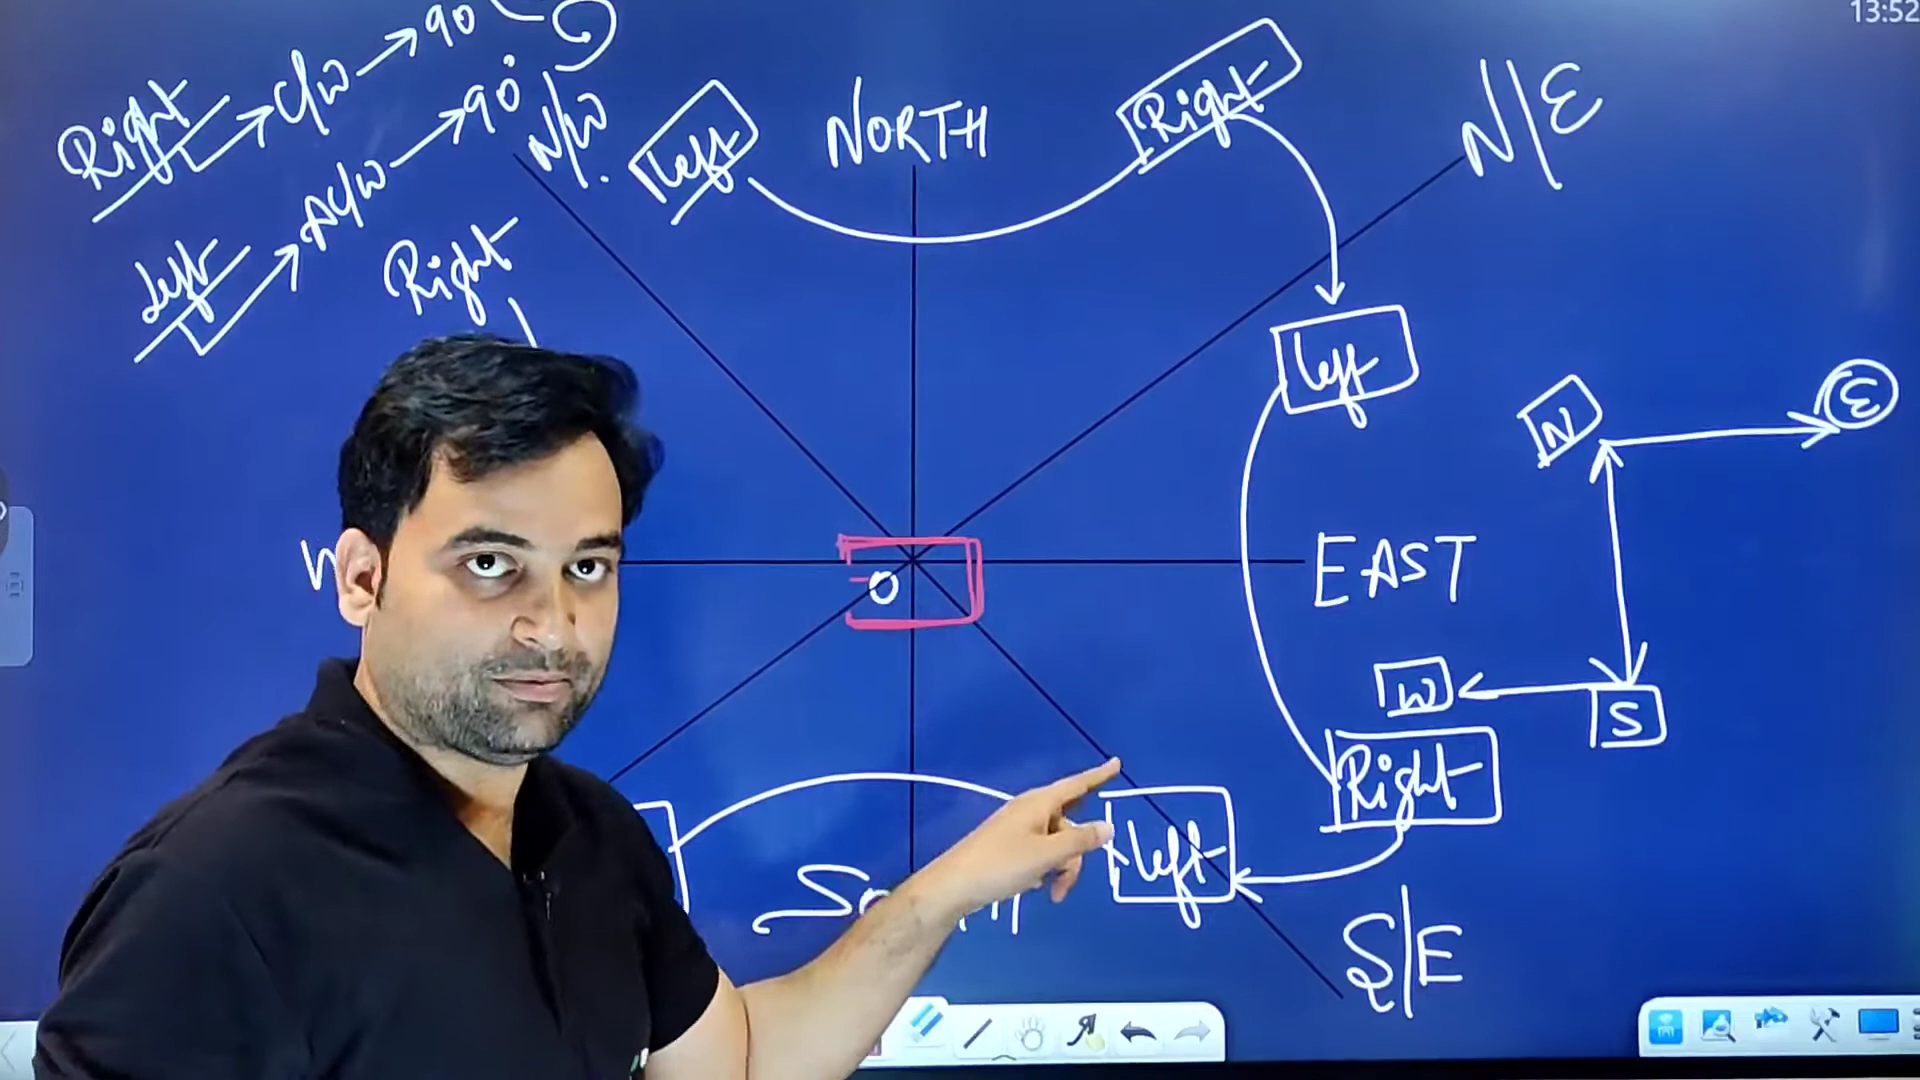 13:52
Right → C/W → 90
Left → A C/W → 90°
N/W.
Left
NORTH
Right
N/E
Right
Left
N
E
O
EAST
W
S
Right
Left
S/E